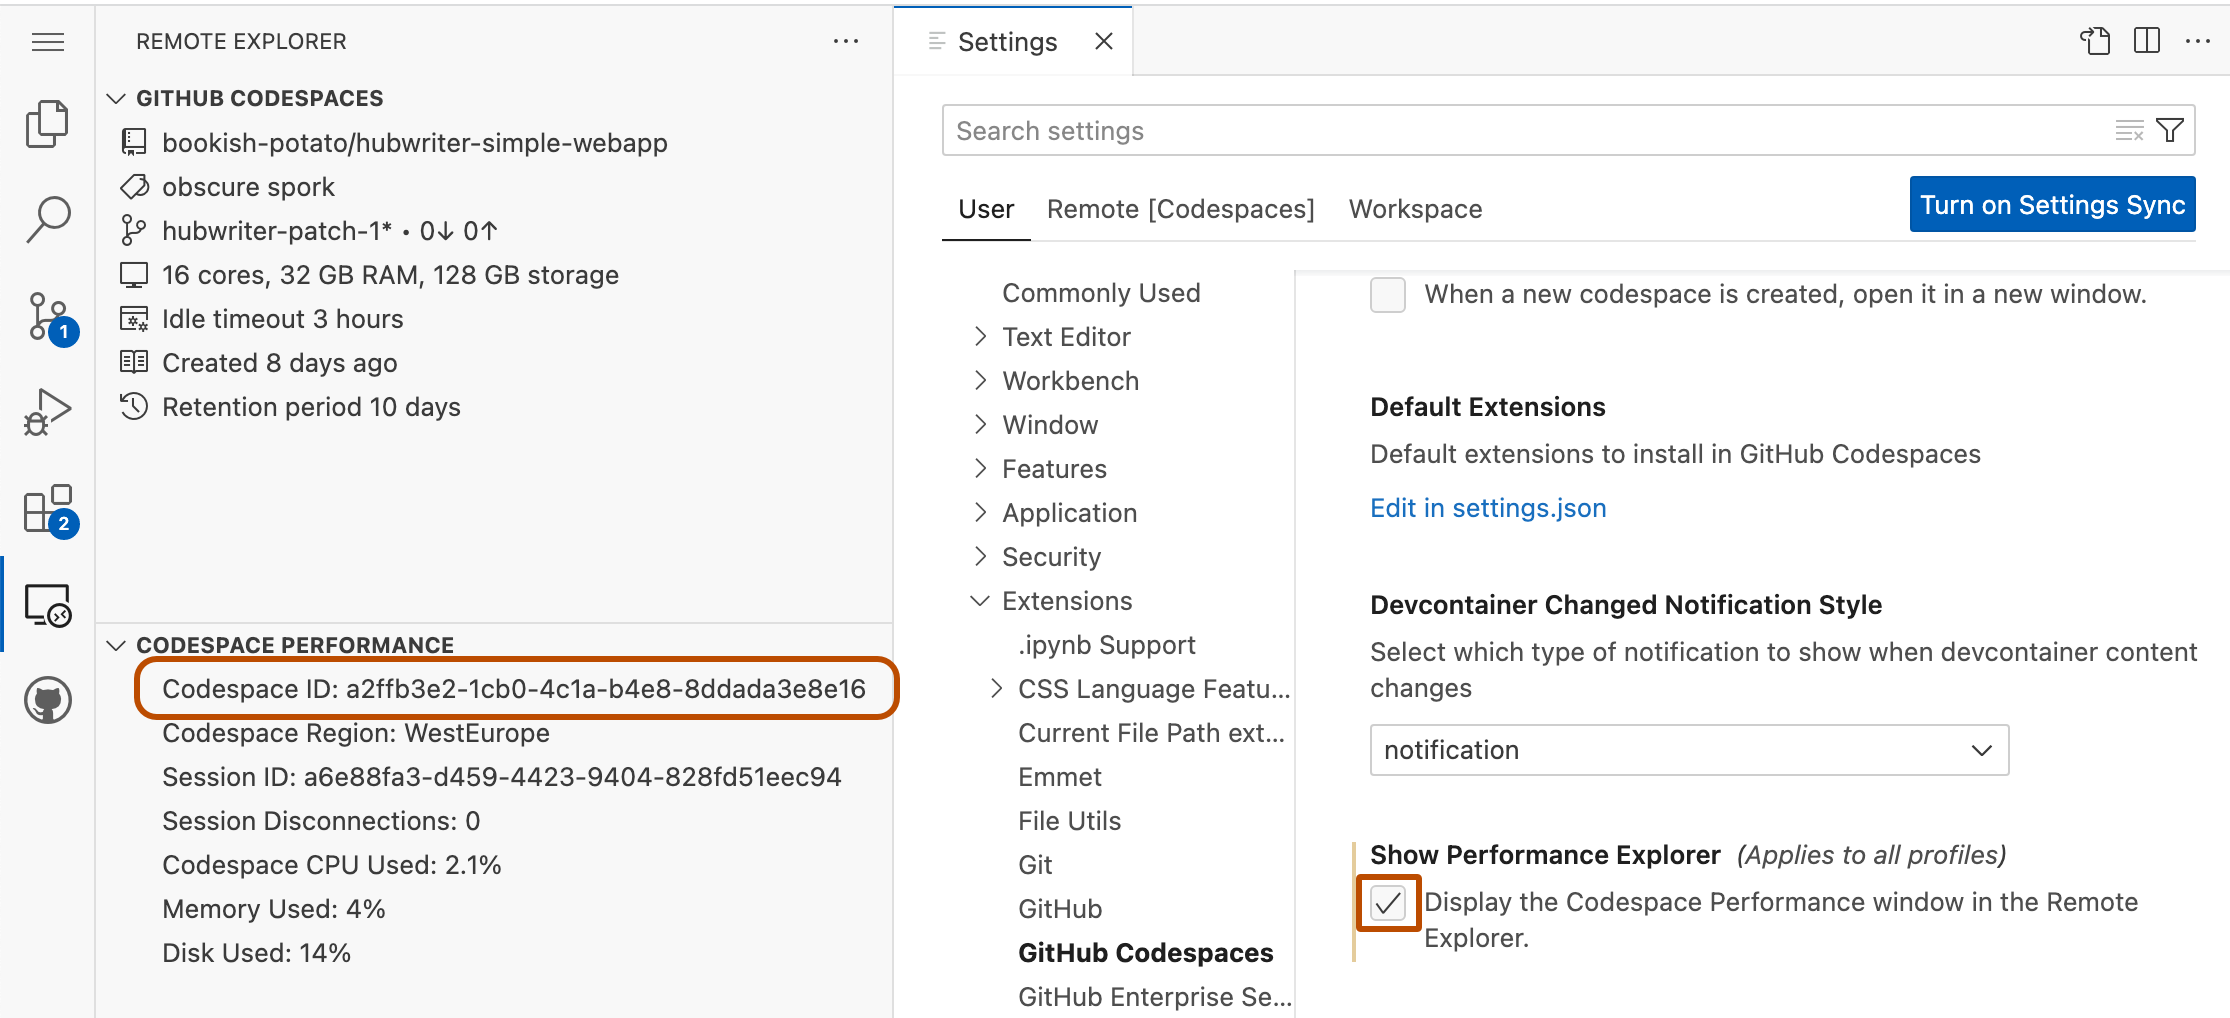 REMOTE EXPLORER
GITHUB CODESPACES
bookish-potato/hubwriter-simple-webapp
obscure spork
hubwriter-patch-1* • 0↓ 0↑
16 cores, 32 GB RAM, 128 GB storage
Idle timeout 3 hours
Created 8 days ago
Retention period 10 days
1
2
CODESPACE PERFORMANCE
Codespace ID: a2ffb3e2-1cb0-4c1a-b4e8-8ddada3e8e16
Codespace Region: WestEurope
Session ID: a6e88fa3-d459-4423-9404-828fd51eec94
Session Disconnections: 0
Codespace CPU Used: 2.1%
Memory Used: 4%
Disk Used: 14%
Settings
Search settings
User
Remote [Codespaces]
Workspace
Turn on Settings Sync
Commonly Used
Text Editor
Workbench
Window
Features
Application
Security
Extensions
.ipynb Support
CSS Language Featu...
Current File Path ext...
Emmet
File Utils
Git
GitHub
GitHub Codespaces
GitHub Enterprise Se...
When a new codespace is created, open it in a new window.
Default Extensions
Default extensions to install in GitHub Codespaces
Edit in settings.json
Devcontainer Changed Notification Style
Select which type of notification to show when devcontainer content
changes
notification
Show Performance Explorer (Applies to all profiles)
Display the Codespace Performance window in the Remote
Explorer.